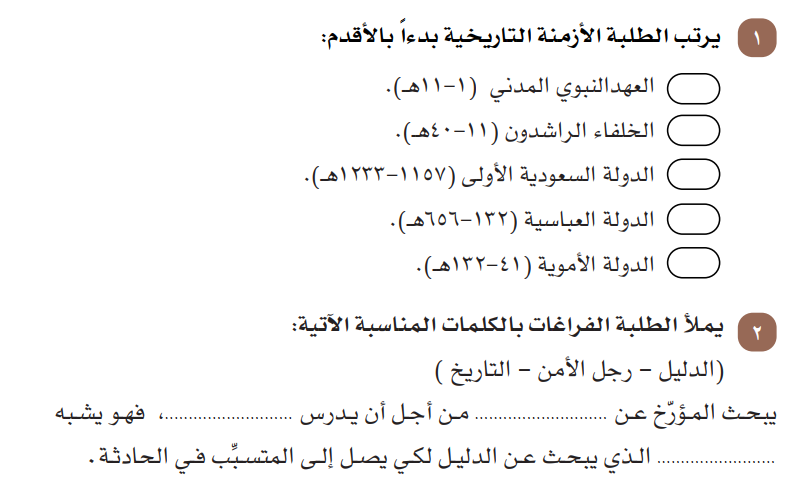 ١ يرتب الطلبة الأزمنة التاريخية بدءاً بالأقدم:
العهدالنبوي المدني (١-١١هـ).
الخلفاء الراشدون (١١-٤٠هـ).
الدولة السعودية الأولى (١١٥٧-١٢٣٣هـ).
الدولة العباسية (١٣٢-٦٥٦هـ).
الدولة الأموية (٤١-١٣٢هـ).
٢ يملأ الطلبة الفراغات بالكلمات المناسبة الآتية:
(الدليل - رجل الأمن - التاريخ )
يبحث المؤرّخ عن .......................... من أجل أن يدرس ..........................، فهو يشبه
........................ الذي يبحث عن الدليل لكي يصل إلى المتسبِّب في الحادثة.